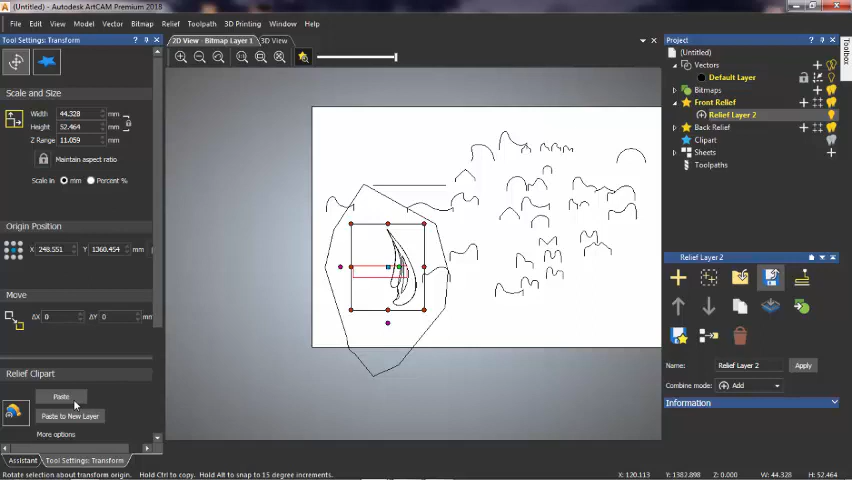 (Untitled) - Autodesk ArtCAM Premium 2018
File Edit View Model Vector Bitmap Relief Toolpath 3D Printing Window Help
Tool Settings: Transform
2D View - Bitmap Layer 1 3D View
Project
Toolbox
(Untitled)
Vectors
Default Layer
Bitmaps
Front Relief
Relief Layer 2
Back Relief
Clipart
Sheets
Toolpaths
Scale and Size
Width 44.328 mm
Height 52.464 mm
Z Range 11.059 mm
Maintain aspect ratio
Scale in mm Percent %
Origin Position
X 248.551 Y 1360.454 mm
Move
ΔX 0 ΔY 0 mm
Relief Clipart
Paste
Paste to New Layer
More options
Assistant Tool Settings: Transform
Relief Layer 2
Name: Relief Layer 2 Apply
Combine mode: Add
Information
Rotate selection about transform origin. Hold Ctrl to copy. Hold Alt to snap to 15 degree increments.
X: 120.113 Y: 1382.898 Z: 0.000 W: 44.328 H: 52.464